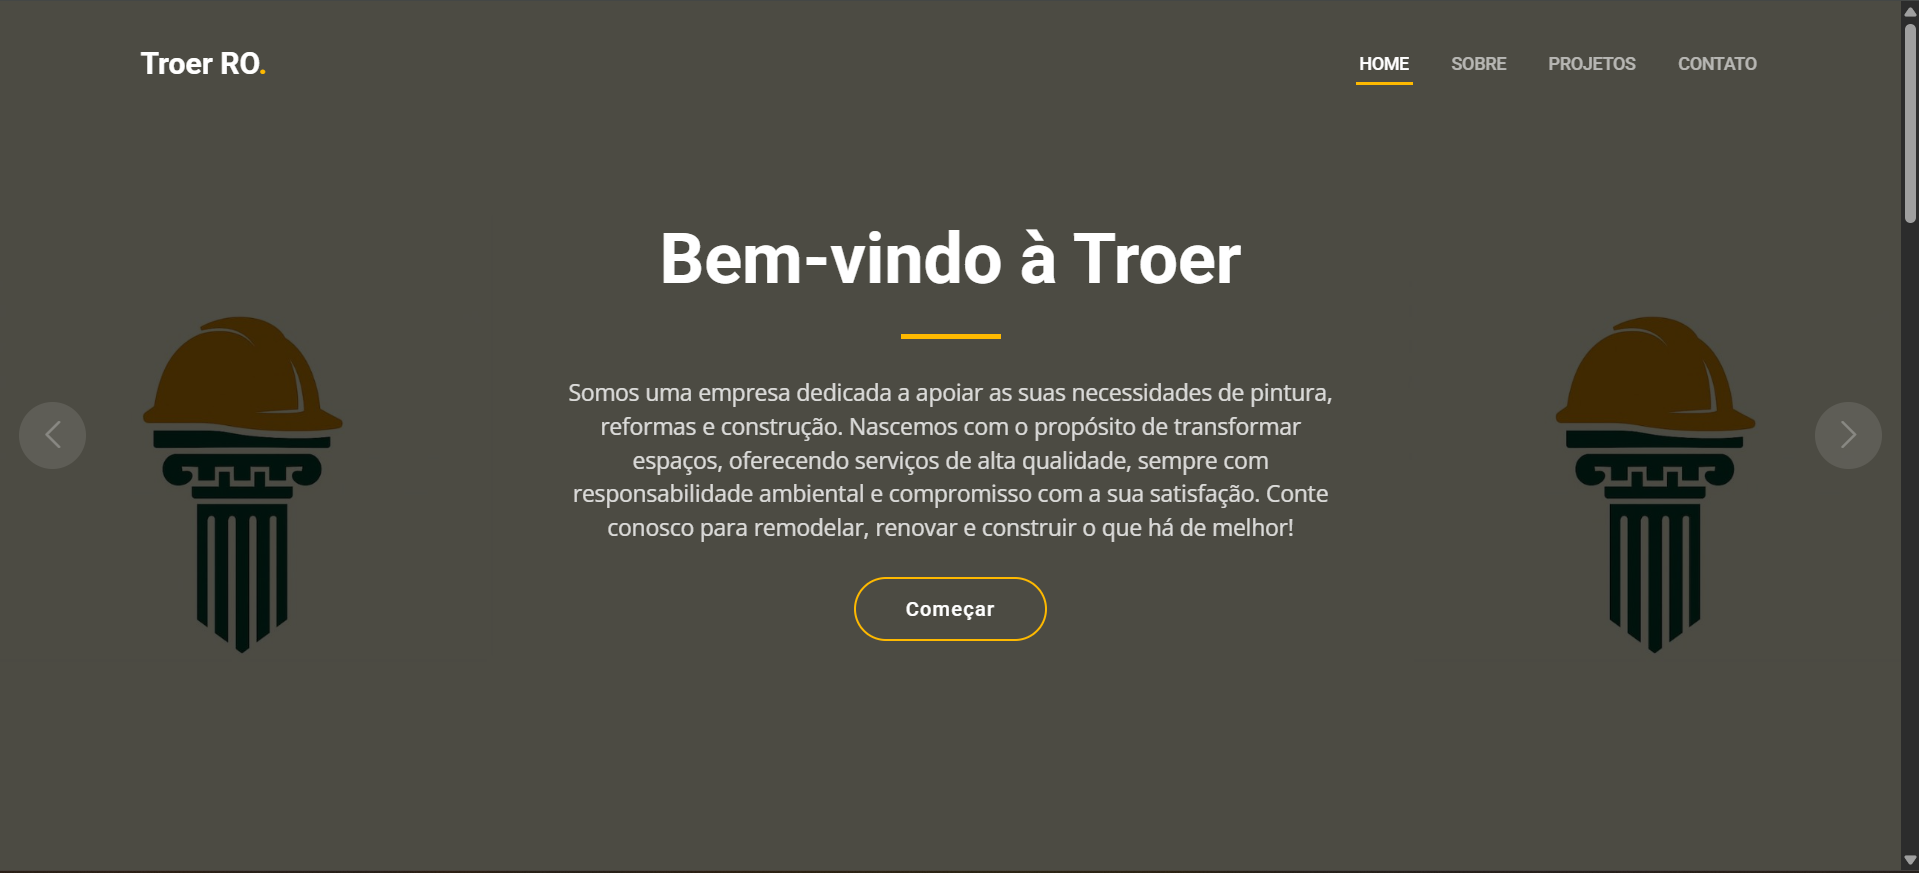 Troer RO.
HOME SOBRE PROJETOS CONTATO
Bem-vindo à Troer
Somos uma empresa dedicada a apoiar as suas necessidades de pintura,
reformas e construção. Nascemos com o propósito de transformar
espaços, oferecendo serviços de alta qualidade, sempre com
responsabilidade ambiental e compromisso com a sua satisfação. Conte
conosco para remodelar, renovar e construir o que há de melhor!
Começar